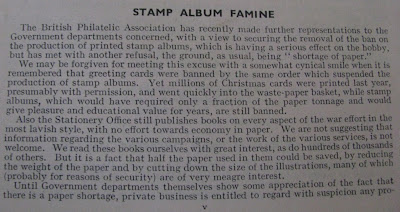 STAMP ALBUM FAMINE
The British Philatelic Association has recently made further representations to the
Government departments concerned, with a view to securing the removal of the ban on
the production of printed stamp albums, which is having a serious effect on the hobby,
but has met with another refusal, the ground, as usual, being "shortage of paper."
We may be forgiven for meeting this excuse with a somewhat cynical smile when it is
remembered that greeting cards were banned by the same order which suspended the
production of stamp albums. Yet millions of Christmas cards were printed last year,
presumably with permission, and went quickly into the waste-paper basket, while stamp
albums, which would have required only a fraction of the paper tonnage and would
give pleasure and educational value for years, are still banned.
Also the Stationery Office still publishes books on every aspect of the war effort in the
most lavish style, with no effort towards economy in paper. We are not suggesting that
information regarding the various campaigns, or the work of the various services, is not
welcome. We read these books ourselves with great interest, as do hundreds of thousands
of others. But it is a fact that half the paper used in them could be saved, by reducing
the weight of the paper and by cutting down the size of the illustrations, many of which
(probably for reasons of security) are of very meagre interest.
Until Government departments themselves show some appreciation of the fact that
there is a paper shortage, private business is entitled to regard with suspicion any pro-
v